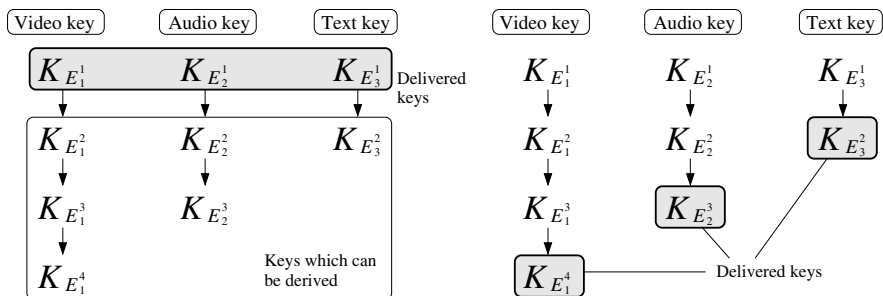 Video key Audio key Text key
K_{E_1^1} K_{E_2^1} K_{E_3^1}
Delivered
keys
K_{E_1^2} K_{E_2^2} K_{E_3^2}
K_{E_1^3} K_{E_2^3}
K_{E_1^4}
Keys which can
be derived
Video key Audio key Text key
K_{E_1^1} K_{E_2^1} K_{E_3^1}
K_{E_1^2} K_{E_2^2} K_{E_3^2}
K_{E_1^3} K_{E_2^3}
K_{E_1^4}
Delivered keys